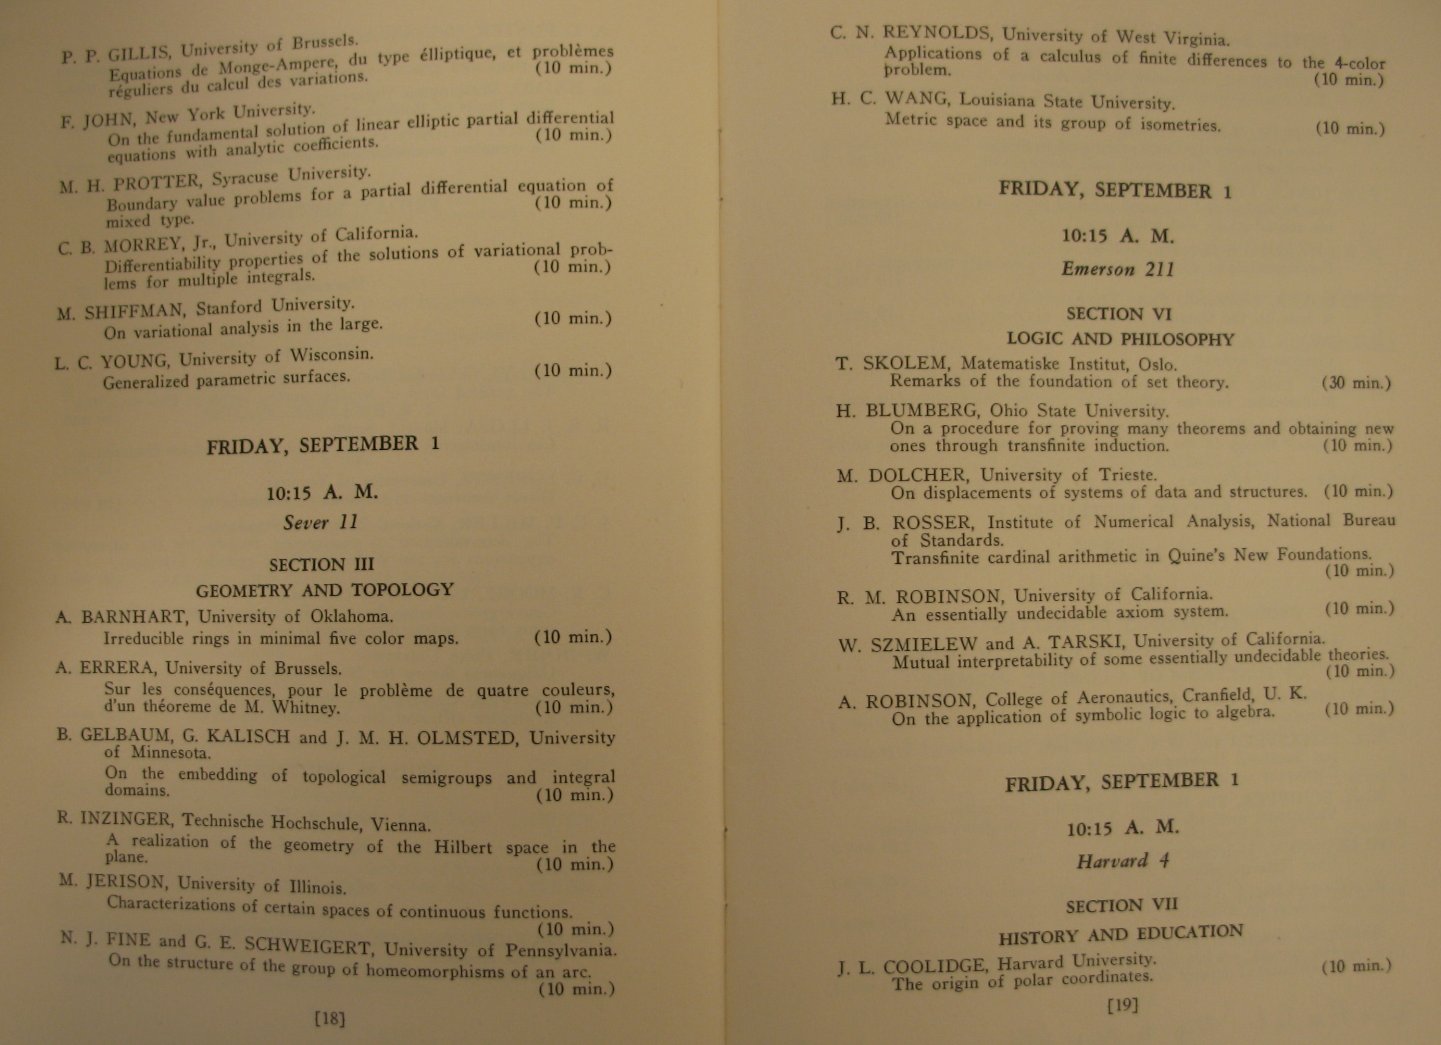 P. P. GILLIS, University of Brussels.
Equations de Monge-Ampere, du type élliptique, et problèmes
réguliers du calcul des variations. (10 min.)
F. JOHN, New York University.
On the fundamental solution of linear elliptic partial differential
equations with analytic coefficients. (10 min.)
M. H. PROTTER, Syracuse University.
Boundary value problems for a partial differential equation of
mixed type. (10 min.)
C. B. MORREY, Jr., University of California.
Differentiability properties of the solutions of variational prob-
lems for multiple integrals. (10 min.)
M. SHIFFMAN, Stanford University.
On variational analysis in the large. (10 min.)
L. C. YOUNG, University of Wisconsin.
Generalized parametric surfaces. (10 min.)
FRIDAY, SEPTEMBER 1
10:15 A. M.
Sever 11
SECTION III
GEOMETRY AND TOPOLOGY
A. BARNHART, University of Oklahoma.
Irreducible rings in minimal five color maps. (10 min.)
A. ERRERA, University of Brussels.
Sur les conséquences, pour le problème de quatre couleurs,
d'un théoreme de M. Whitney. (10 min.)
B. GELBAUM, G. KALISCH and J. M. H. OLMSTED, University
of Minnesota.
On the embedding of topological semigroups and integral
domains. (10 min.)
R. INZINGER, Technische Hochschule, Vienna.
A realization of the geometry of the Hilbert space in the
plane. (10 min.)
M. JERISON, University of Illinois.
Characterizations of certain spaces of continuous functions.
(10 min.)
N. J. FINE and G. E. SCHWEIGERT, University of Pennsylvania.
On the structure of the group of homeomorphisms of an arc.
(10 min.)
[18]
C. N. REYNOLDS, University of West Virginia.
Applications of a calculus of finite differences to the 4-color
problem. (10 min.)
H. C. WANG, Louisiana State University.
Metric space and its group of isometries. (10 min.)
FRIDAY, SEPTEMBER 1
10:15 A. M.
Emerson 211
SECTION VI
LOGIC AND PHILOSOPHY
T. SKOLEM, Matematiske Institut, Oslo.
Remarks of the foundation of set theory. (30 min.)
H. BLUMBERG, Ohio State University.
On a procedure for proving many theorems and obtaining new
ones through transfinite induction. (10 min.)
M. DOLCHER, University of Trieste.
On displacements of systems of data and structures. (10 min.)
J. B. ROSSER, Institute of Numerical Analysis, National Bureau
of Standards.
Transfinite cardinal arithmetic in Quine's New Foundations.
(10 min.)
R. M. ROBINSON, University of California.
An essentially undecidable axiom system. (10 min.)
W. SZMIELEW and A. TARSKI, University of California.
Mutual interpretability of some essentially undecidable theories.
(10 min.)
A. ROBINSON, College of Aeronautics, Cranfield, U. K.
On the application of symbolic logic to algebra. (10 min.)
FRIDAY, SEPTEMBER 1
10:15 A. M.
Harvard 4
SECTION VII
HISTORY AND EDUCATION
J. L. COOLIDGE, Harvard University.
The origin of polar coordinates. (10 min.)
[19]